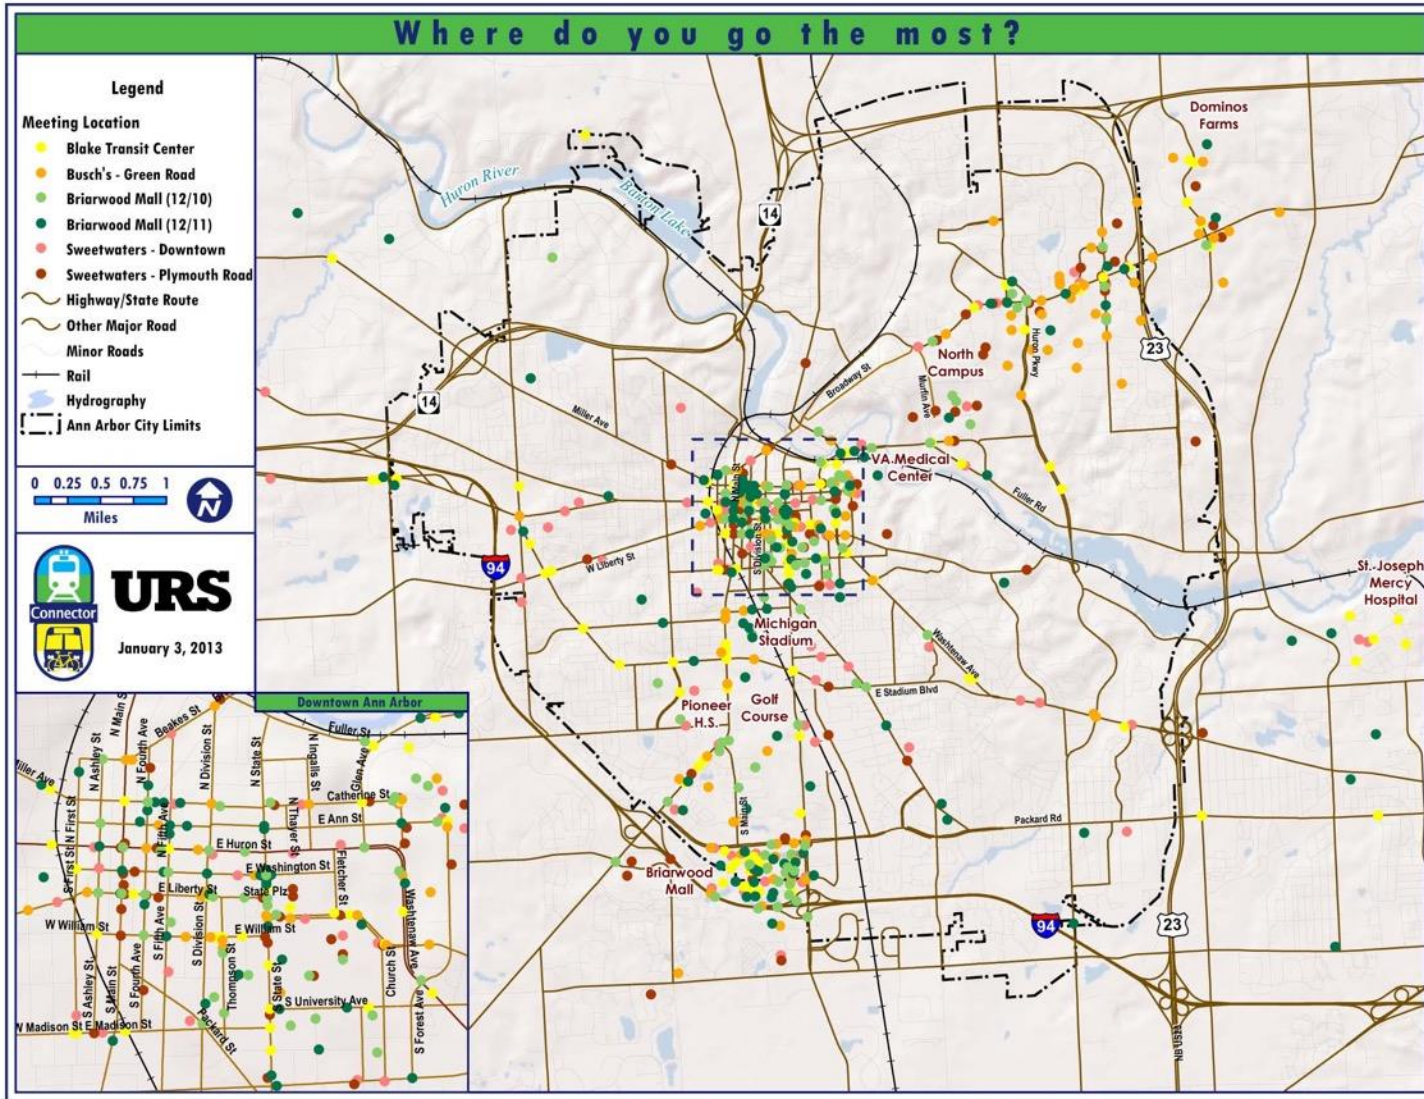 Where do you go the most?
Legend
Meeting Location
Blake Transit Center
Busch's - Green Road
Briarwood Mall (12/10)
Briarwood Mall (12/11)
Sweetwaters - Downtown
Sweetwaters - Plymouth Road
Highway/State Route
Other Major Road
Minor Roads
Rail
Hydrography
Ann Arbor City Limits
0 0.25 0.5 0.75 1
Miles
N
Connector
URS
January 3, 2013
Huron River
Barton Lake
14
14
Dominos
Farms
23
North
Campus
Huron Pkwy
Murfin Ave
Broadway St
Miller Ave
VA Medical
Center
Fuller Rd
N Main St
S Division St
W Liberty St
94
St. Joseph
Mercy
Hospital
Michigan
Stadium
Washtenaw Ave
E Stadium Blvd
Pioneer
H.S.
Golf
Course
S Main St
Packard Rd
Briarwood
Mall
94
23
NB US23
Downtown Ann Arbor
N Main S
Beakes St
Fuller St
N Ashley St
N Fourth Ave
N Division St
N State St
N Ingalls St
Glen Ave
Miller Ave
Catherine St
E Ann St
N First St
N Fifth Ave
N Thayer St
E Huron St
E Washington St
Fletcher St
S First St
E Liberty St
State Plz
W William St
E William St
S Fifth Ave
S Division St
Washtenaw Ave
S Ashley St
S Main St
S Fourth Ave
Thompson St
S State St
Church St
S University Ave
S Forest Ave
Packard St
W Madison St
E Madison St